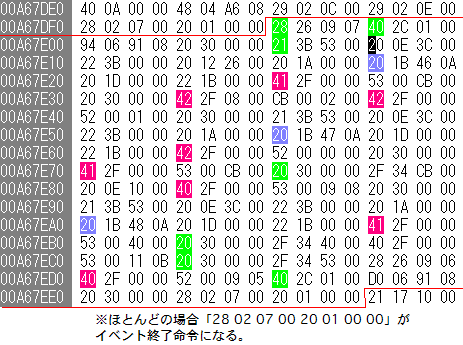 00A67DE0 40 0A 00 00 48 04 A6 08 29 02 0C 00 29 02 0E 00
00A67DF0 28 02 07 00 20 01 00 00 28 26 09 07 40 2C 01 00
00A67E00 94 06 91 08 20 30 00 00 21 3B 53 00 20 0E 3C 00
00A67E10 22 3B 00 00 20 12 26 00 20 1A 00 00 20 1B 46 0A
00A67E20 20 1D 00 00 22 1B 00 00 41 2F 00 00 53 00 CB 00
00A67E30 20 30 00 00 42 2F 08 00 CB 00 02 00 42 2F 00 00
00A67E40 52 00 01 00 20 30 00 00 21 3B 53 00 20 0E 3C 00
00A67E50 22 3B 00 00 20 1A 00 00 20 1B 47 0A 20 1D 00 00
00A67E60 22 1B 00 00 42 2F 00 00 52 00 00 00 20 30 00 00
00A67E70 41 2F 00 00 53 00 CB 00 20 30 00 00 2F 34 CB 00
00A67E80 20 0E 10 00 40 2F 00 00 53 00 09 08 20 30 00 00
00A67E90 21 3B 53 00 20 0E 3C 00 22 3B 00 00 20 1A 00 00
00A67EA0 20 1B 48 0A 20 1D 00 00 22 1B 00 00 41 2F 00 00
00A67EB0 53 00 40 00 20 30 00 00 2F 34 40 00 40 2F 00 00
00A67EC0 53 00 11 0B 20 30 00 00 2F 34 53 00 28 26 09 06
00A67ED0 40 2F 00 00 52 00 09 05 40 2C 01 00 D0 06 91 08
00A67EE0 20 30 00 00 28 02 07 00 20 01 00 00 21 17 10 00
※ほとんどの場合「28 02 07 00 20 01 00 00」が
イベント終了命令になる。